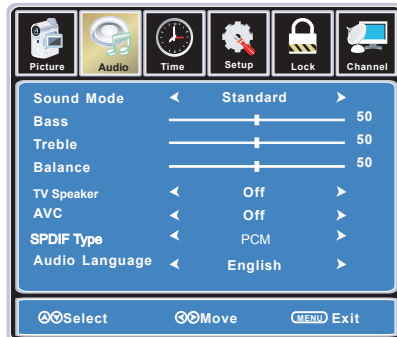 Picture Audio Time Setup Lock Channel
Sound Mode Standard
Bass 50
Treble 50
Balance 50
TV Speaker Off
AVC Off
SPDIF Type PCM
Audio Language English
Select Move MENU Exit